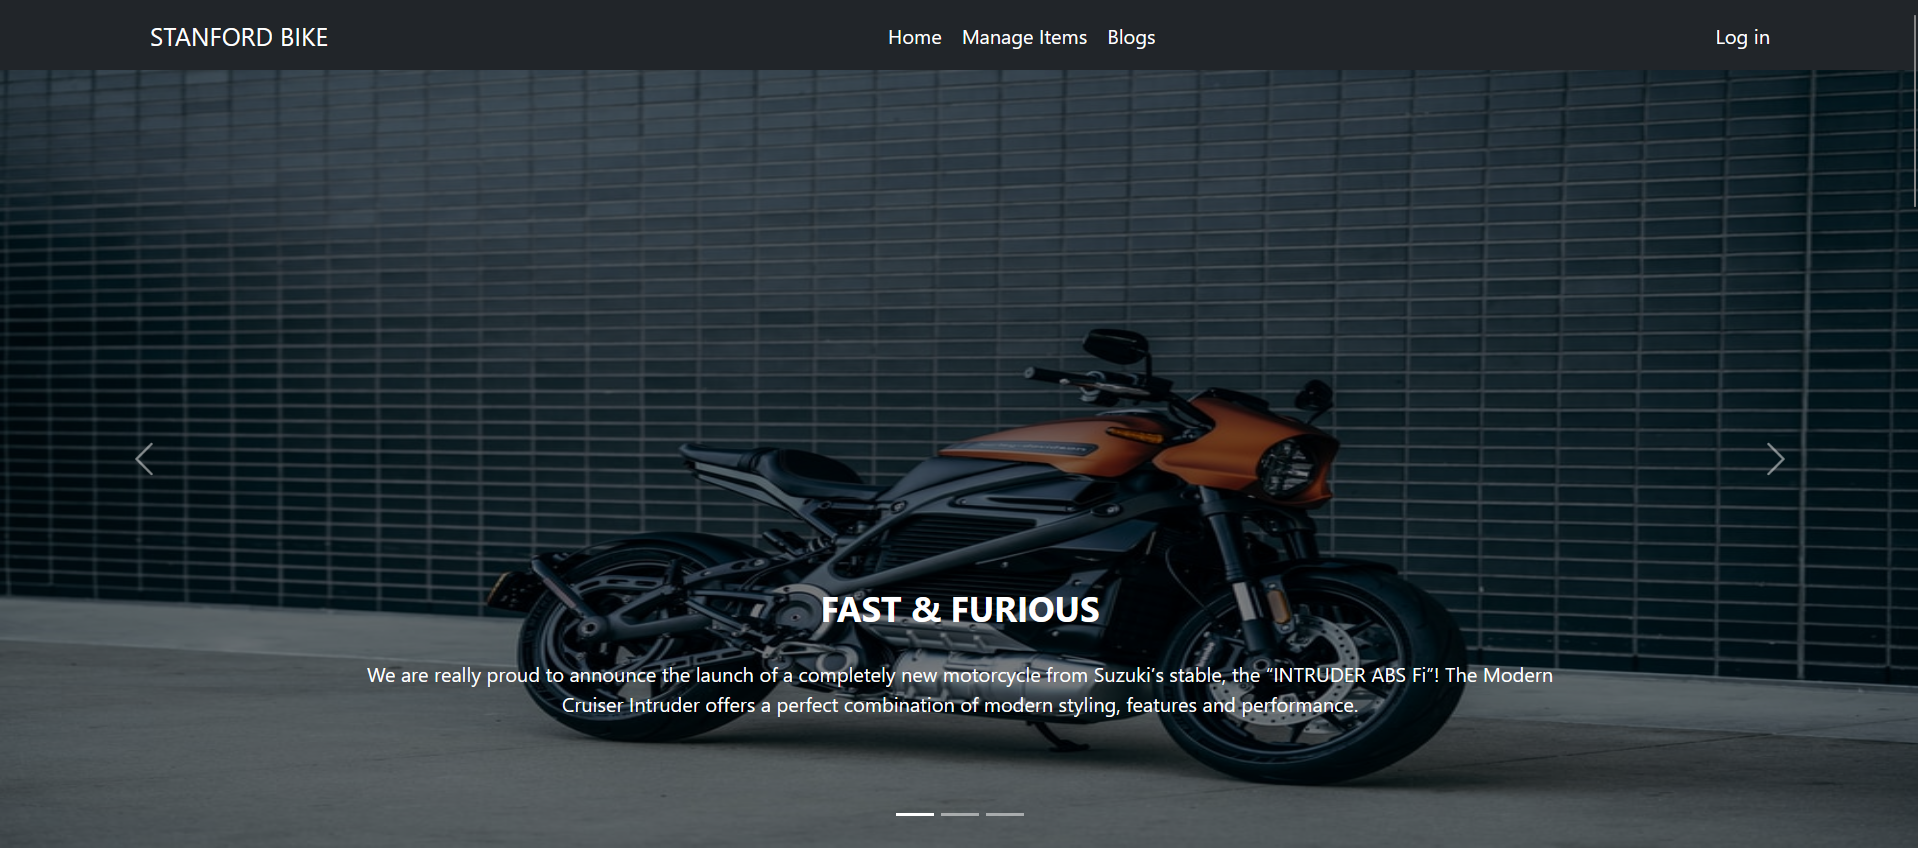 STANFORD BIKE
Home Manage Items Blogs
Log in
FAST & FURIOUS
We are really proud to announce the launch of a completely new motorcycle from Suzuki’s stable, the “INTRUDER ABS Fi”! The Modern
Cruiser Intruder offers a perfect combination of modern styling, features and performance.